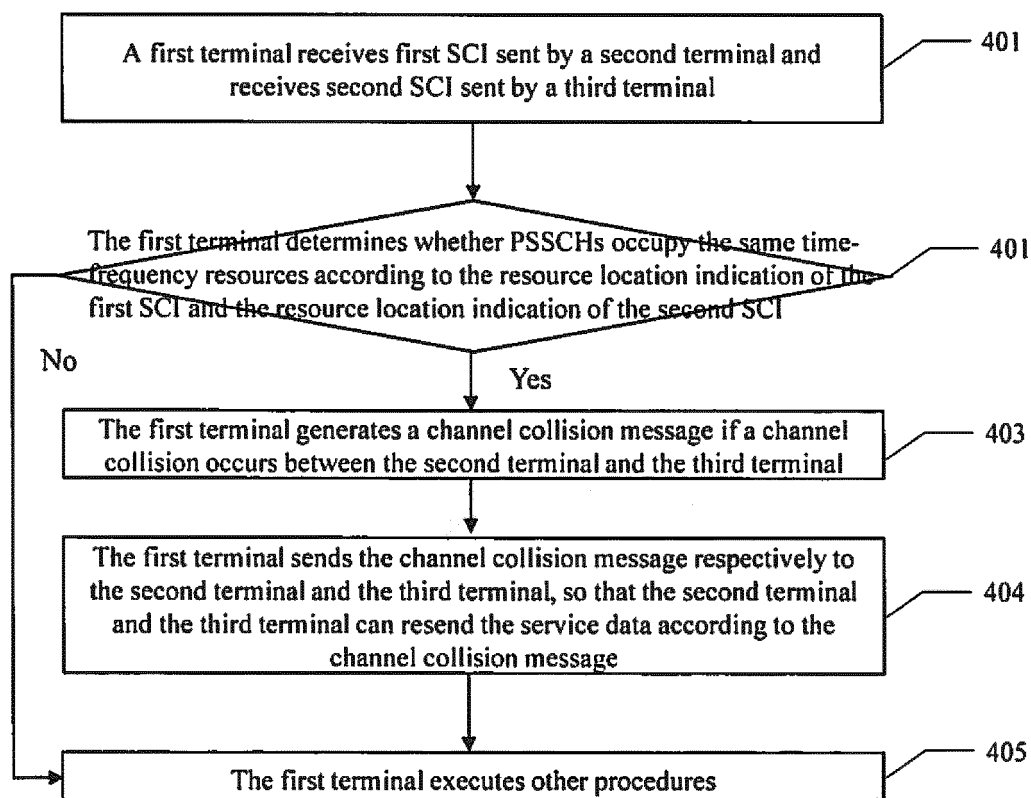 A first terminal receives first SCI sent by a second terminal and
receives second SCI sent by a third terminal
401
The first terminal determines whether PSSCHs occupy the same time-
frequency resources according to the resource location indication of the
first SCI and the resource location indication of the second SCI
401
No
Yes
The first terminal generates a channel collision message if a channel
collision occurs between the second terminal and the third terminal
403
The first terminal sends the channel collision message respectively to
the second terminal and the third terminal, so that the second terminal
and the third terminal can resend the service data according to the
channel collision message
404
The first terminal executes other procedures
405